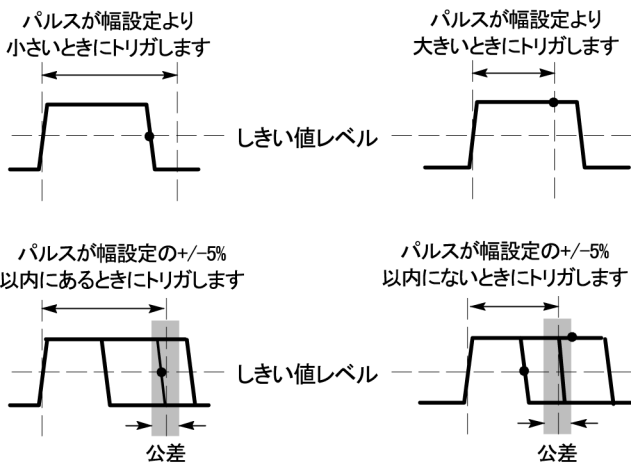 パルスが幅設定より
小さいときにトリガします
パルスが幅設定より
大きいときにトリガします
しきい値レベル
パルスが幅設定の+/-5%
以内にあるときにトリガします
パルスが幅設定の+/-5%
以内にないときにトリガします
しきい値レベル
公差
公差